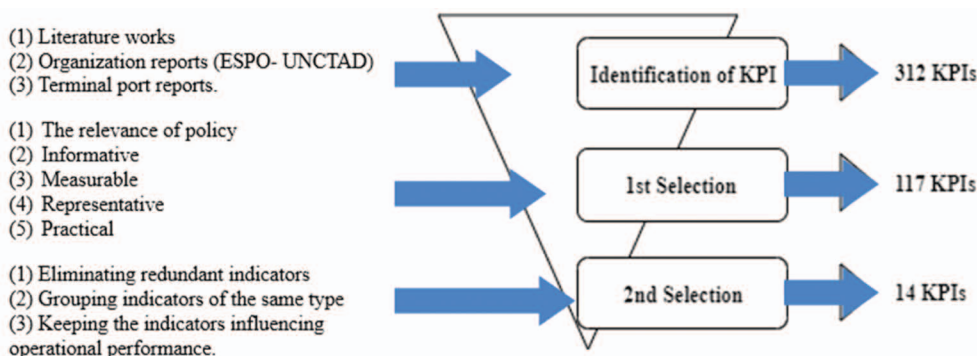 (1) Literature works
(2) Organization reports (ESPO- UNCTAD)
(3) Terminal port reports.
Identification of KPI
312 KPIs
(1) The relevance of policy
(2) Informative
(3) Measurable
(4) Representative
(5) Practical
1st Selection
117 KPIs
(1) Eliminating redundant indicators
(2) Grouping indicators of the same type
(3) Keeping the indicators influencing
operational performance.
2nd Selection
14 KPIs